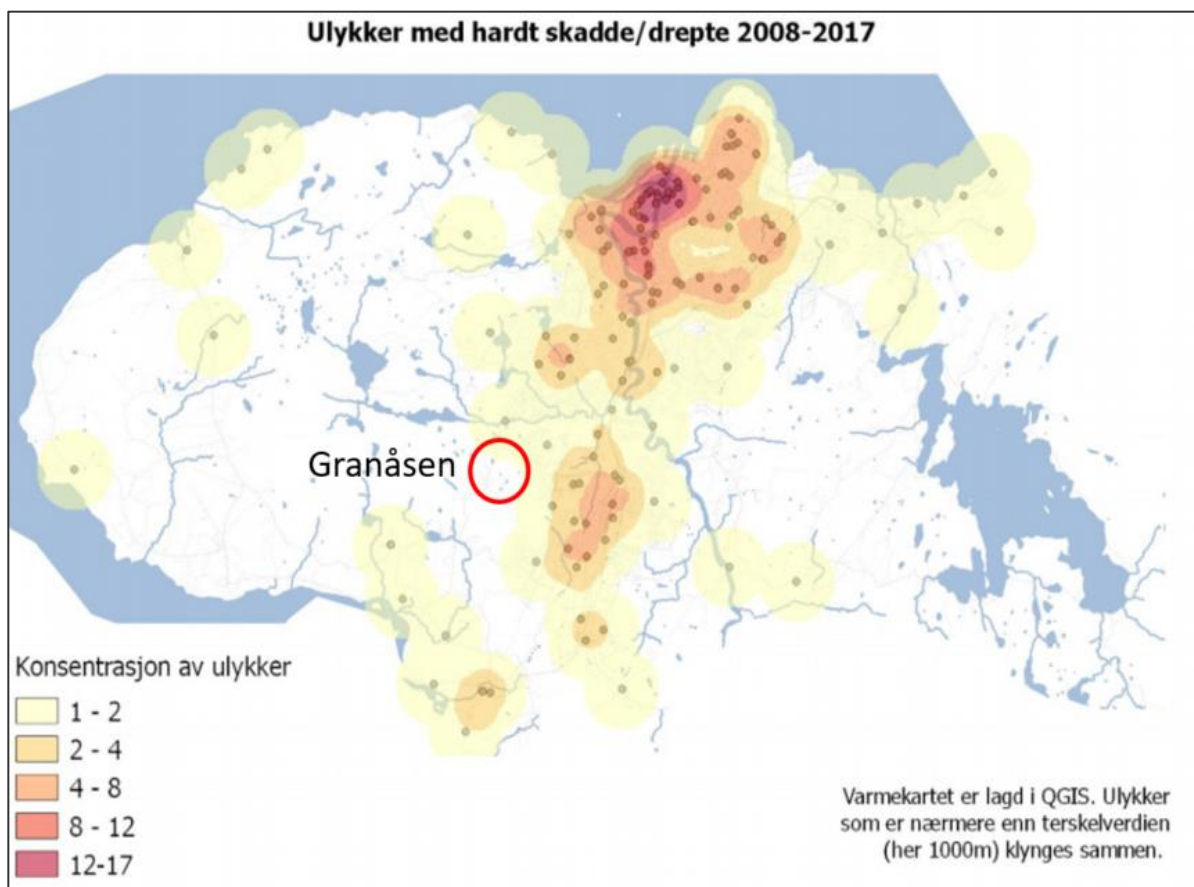 Ulykker med hardt skadde/drepte 2008-2017
Granåsen
Konsentrasjon av ulykker
1 - 2
2 - 4
4 - 8
8 - 12
12-17
Varmekartet er lagd i QGIS. Ulykker
som er nærmere enn terskelverdien
(her 1000m) klynges sammen.